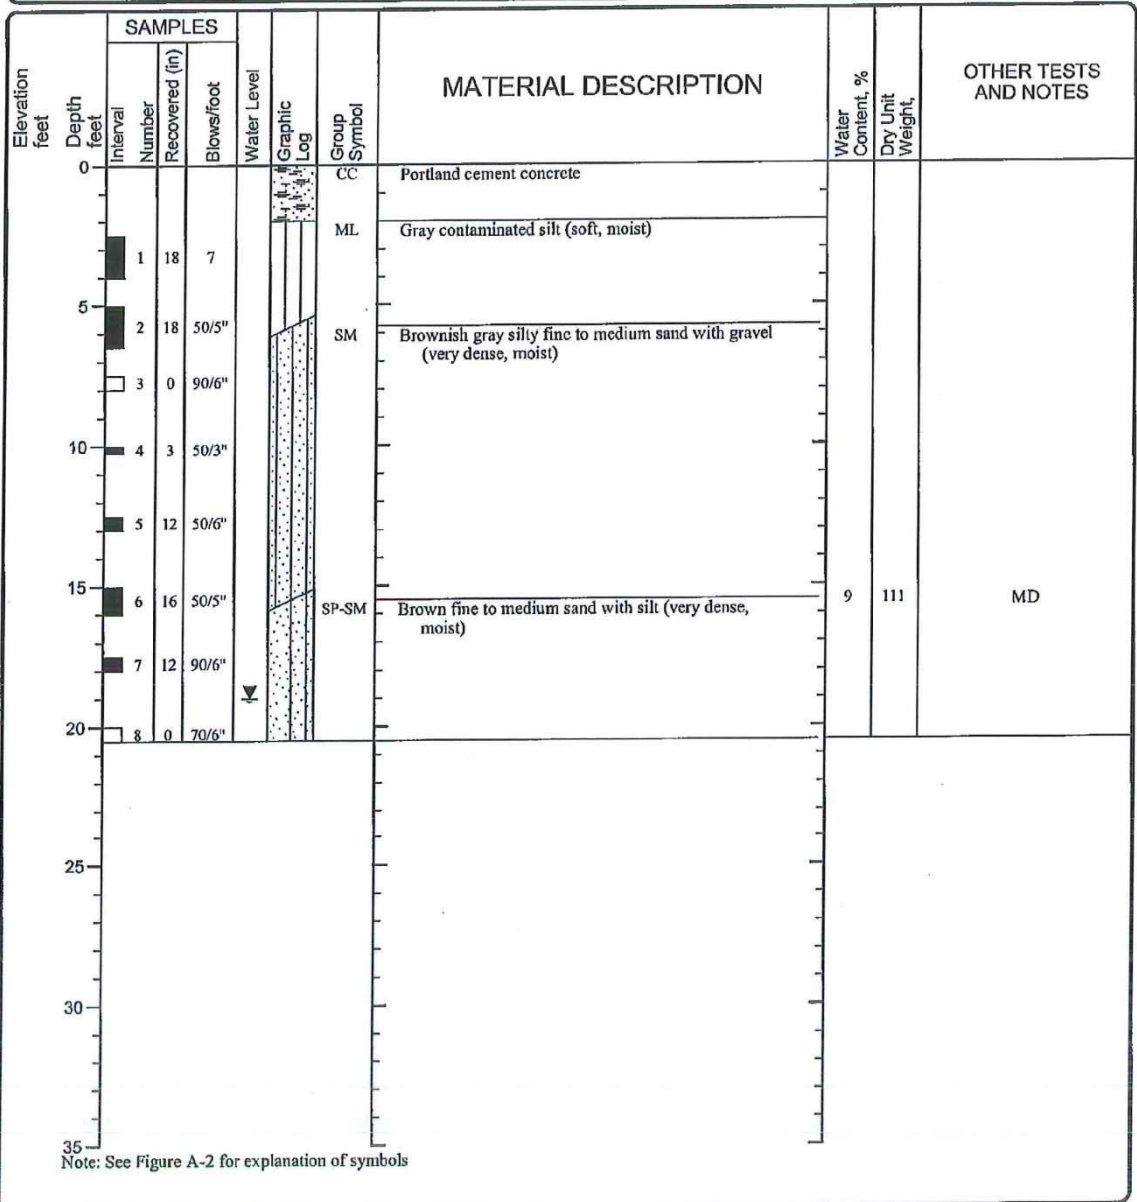 SAMPLES
Elevation feet
Depth feet
Interval
Number
Recovered (in)
Blows/foot
Water Level
Graphic Log
Group Symbol
MATERIAL DESCRIPTION
Water Content, %
Dry Unit Weight,
OTHER TESTS
AND NOTES
0
CC Portland cement concrete
ML Gray contaminated silt (soft, moist)
1 18 7
5
2 18 50/5" SM Brownish gray silty fine to medium sand with gravel
(very dense, moist)
3 0 90/6"
10 4 3 50/3"
5 12 50/6"
15
6 16 50/5" SP-SM Brown fine to medium sand with silt (very dense, 9 111 MD
moist)
7 12 90/6"
20
8 0 70/6"
25
30
35
Note: See Figure A-2 for explanation of symbols